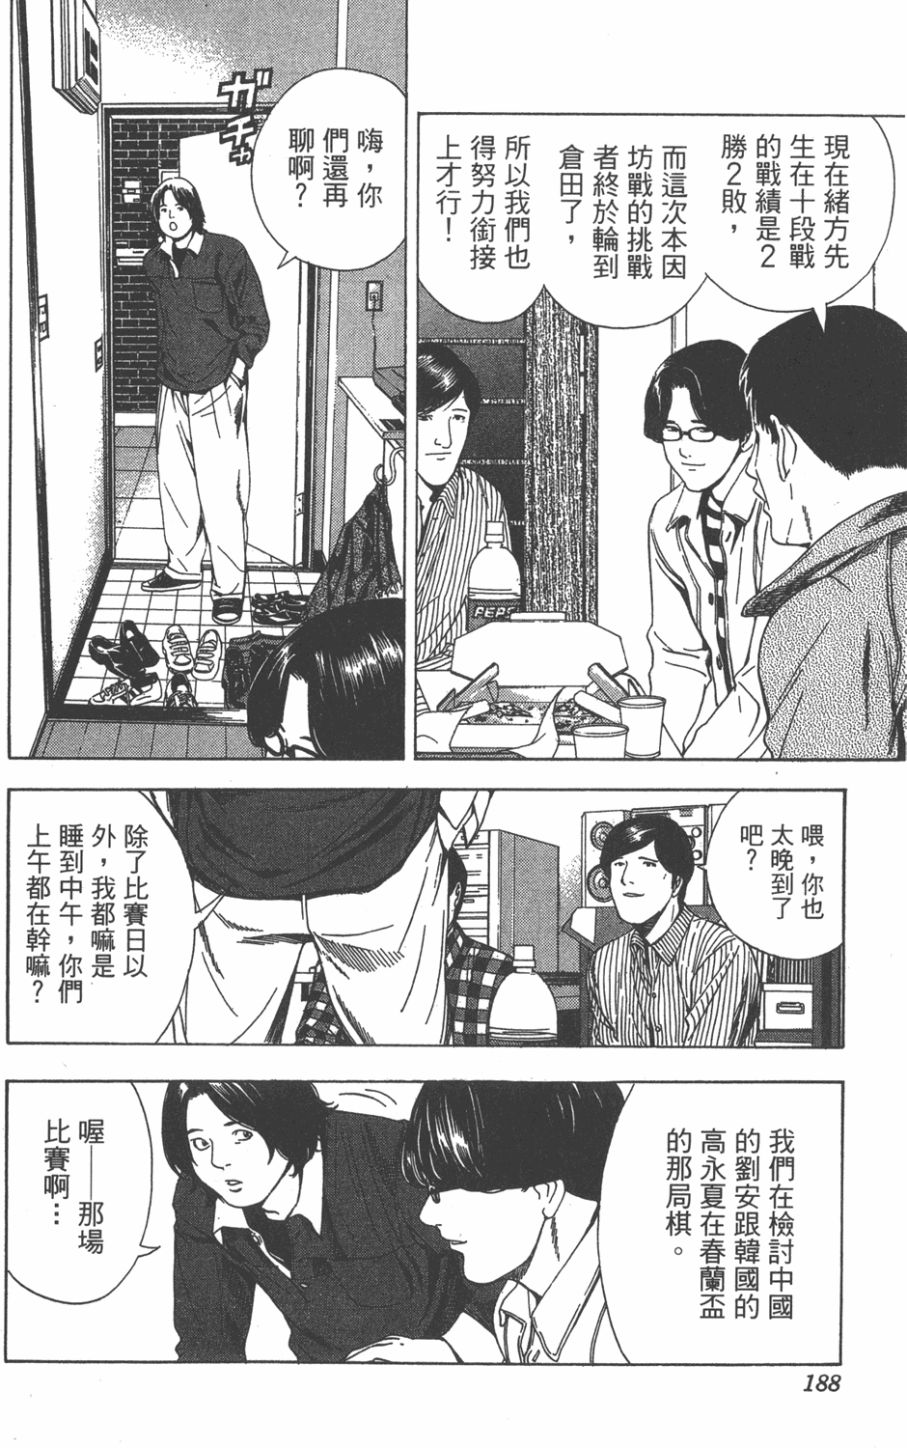 現在緒方先
生在十段戰
的戰績是2
勝2敗，
而這次本因
坊戰的挑戰
者終於輪到
倉田了，
所以我們也
得努力銜接
上才行！
PEPS
ガチャ
嗨，你
們還再
聊啊？
喂，你也
太晚到了
吧？
除了比賽日以
外，我都嘛是
睡到中午，你們
上午都在幹嘛？
我們在檢討中國
的劉安跟韓國的
高永夏在春蘭盃
的那局棋。
喔——那場
比賽啊…
188